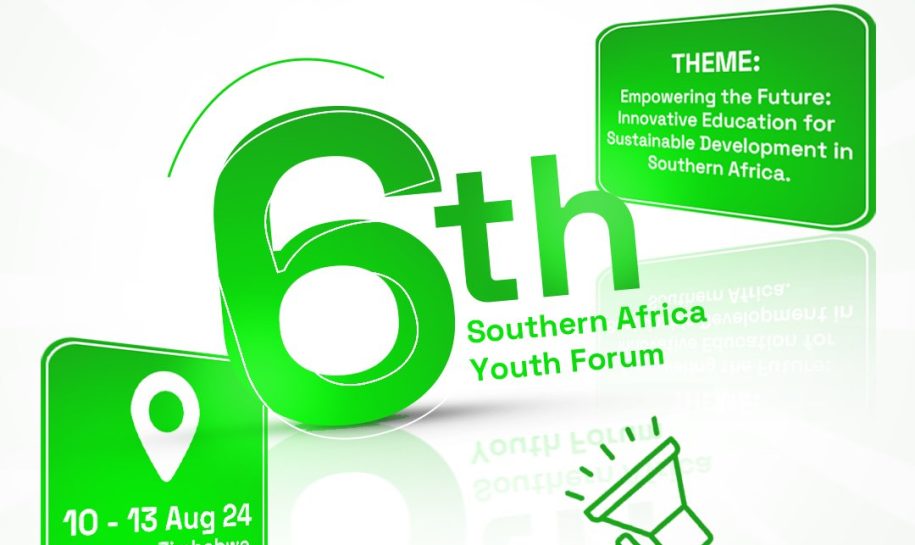 THEME:
Empowering the Future:
Innovative Education for
Sustainable Development in
Southern Africa.
6th
Southern Africa
Youth Forum
10 - 13 Aug 24